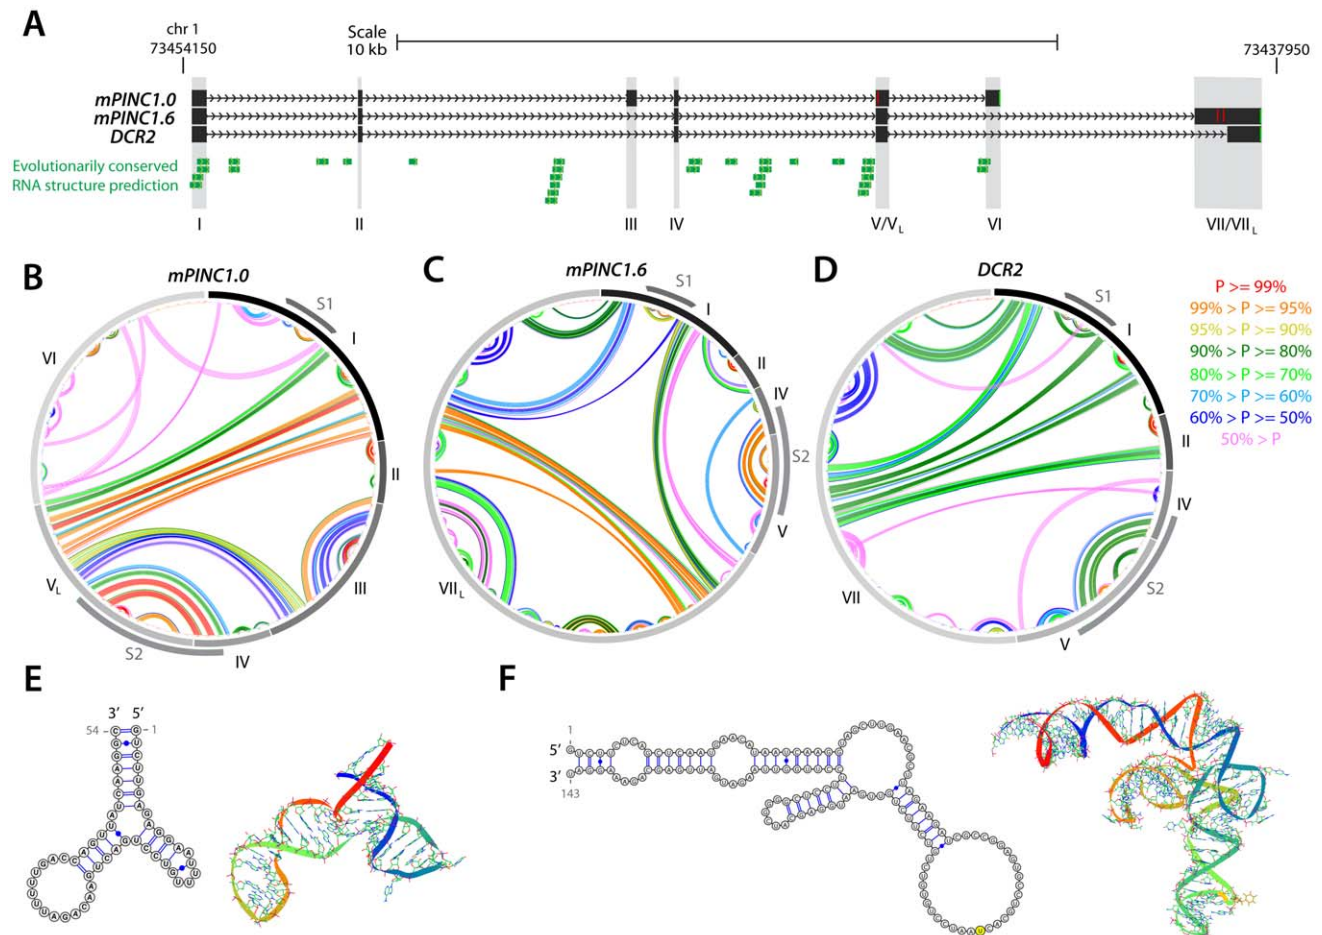 A
chr 1
73454150
Scale
10 kb
73437950
mPINC1.0
mPINC1.6
DCR2
Evolutionarily conserved
RNA structure prediction
I
II
III
IV
V/VL
VI
VII/VIIL
B
mPINC1.0
S1
I
II
III
IV
S2
VL
VI
C
mPINC1.6
S1
I
II
IV
S2
V
VIIL
D
DCR2
S1
I
II
IV
S2
V
VII
P >= 99%
99% > P >= 95%
95% > P >= 90%
90% > P >= 80%
80% > P >= 70%
70% > P >= 60%
60% > P >= 50%
50% > P
E
3' 5'
54
1
F
1
5'
3'
143